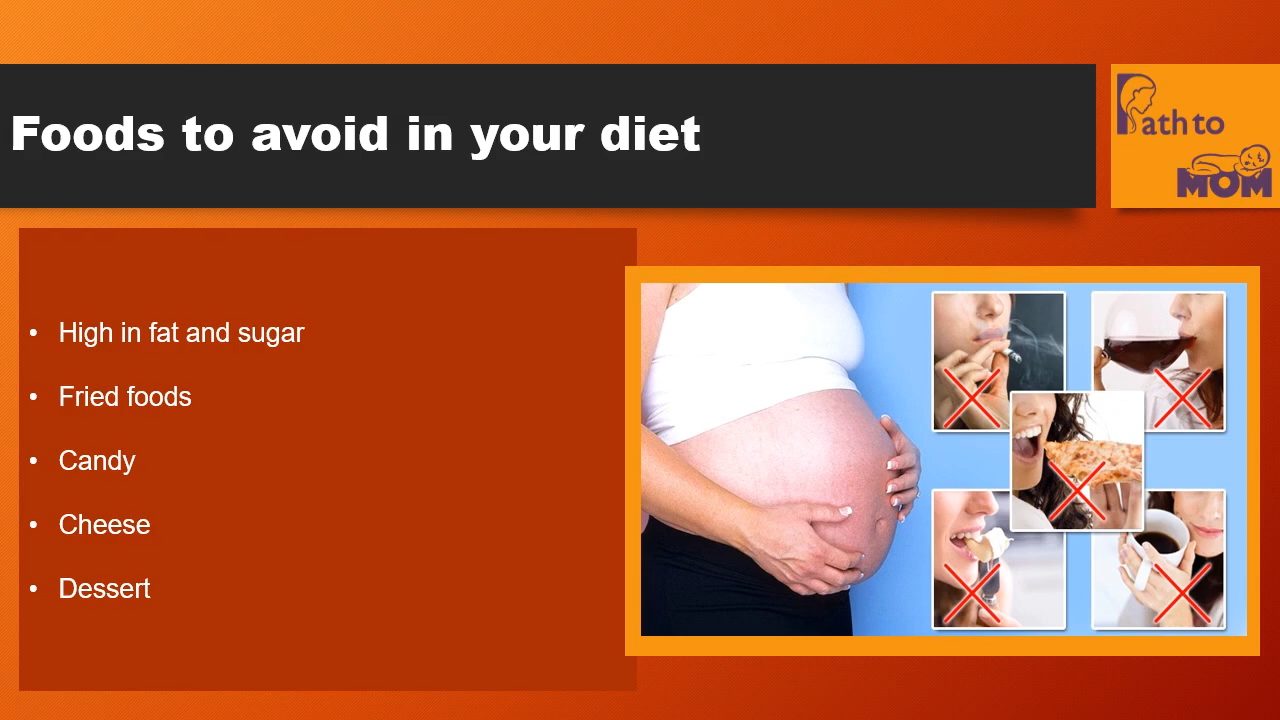 Foods to avoid in your diet
Path to
MOM
• High in fat and sugar
• Fried foods
• Candy
• Cheese
• Dessert